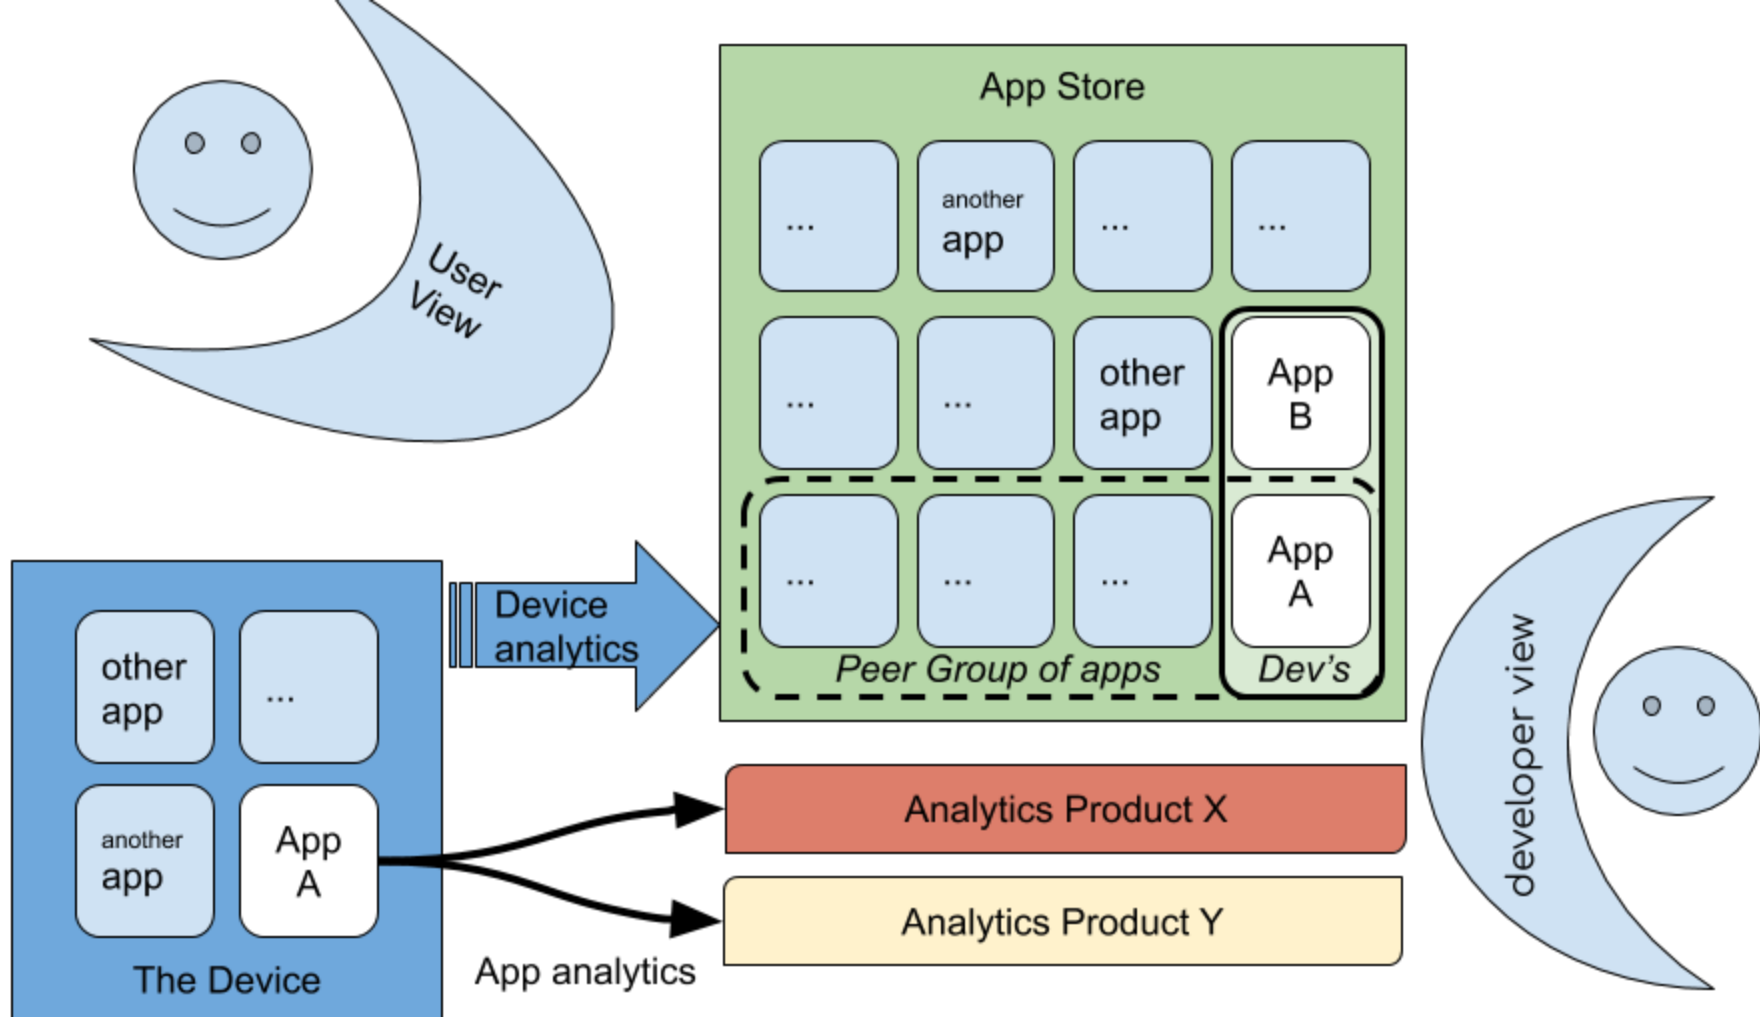 App Store
...
another
app
...
...
User
View
...
...
other
app
App
B
...
...
...
App
A
Peer Group of apps
Dev's
Device
analytics
other
app
...
another
app
App
A
The Device
App analytics
Analytics Product X
Analytics Product Y
developer view